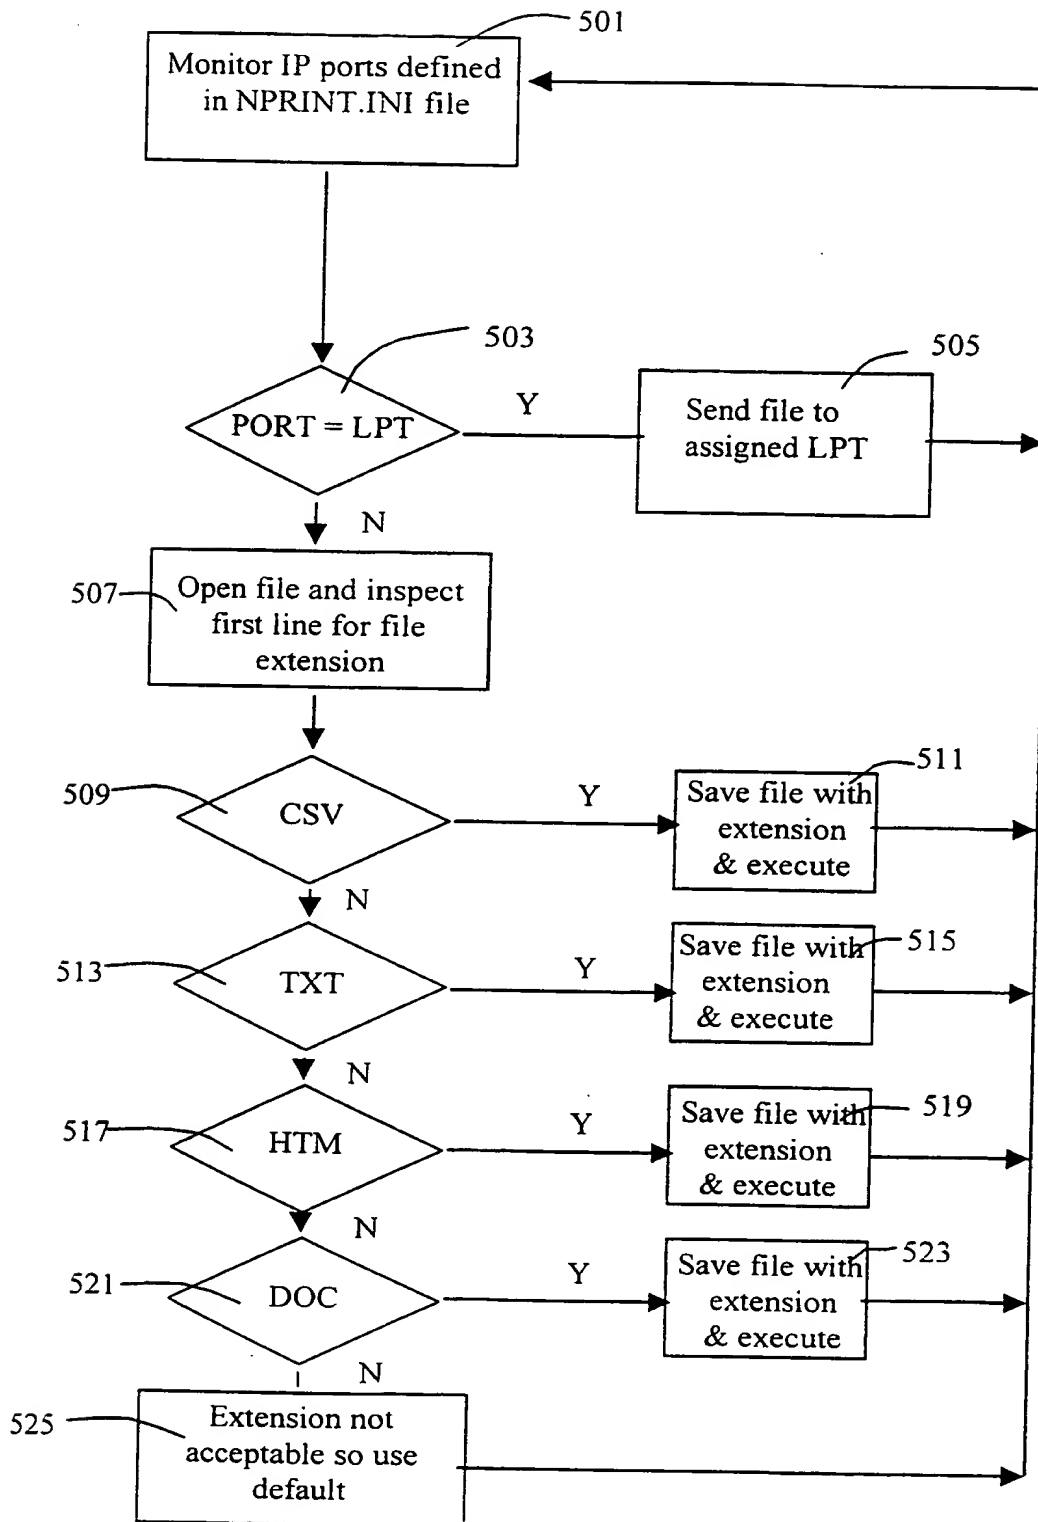 501
Monitor IP ports defined
in NPRINT.INI file
503
PORT = LPT
Y
505
Send file to
assigned LPT
N
507
Open file and inspect
first line for file
extension
509
CSV
Y
511
Save file with
extension
& execute
N
513
TXT
Y
515
Save file with
extension
& execute
N
517
HTM
Y
519
Save file with
extension
& execute
N
521
DOC
Y
523
Save file with
extension
& execute
N
525
Extension not
acceptable so use
default